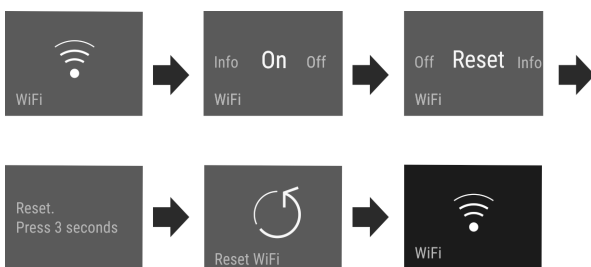 WiFi
Info On Off
WiFi
Off Reset Info
WiFi
Reset.
Press 3 seconds
Reset WiFi
WiFi